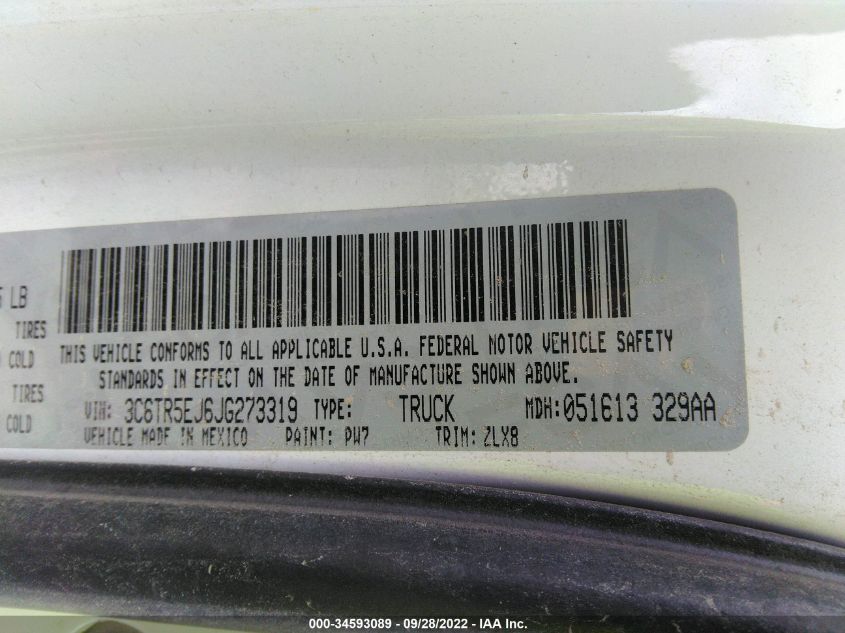 LB
TIRES
COLD
TIRES
COLD
THIS VEHICLE CONFORMS TO ALL APPLICABLE U.S.A. FEDERAL MOTOR VEHICLE SAFETY
STANDARDS IN EFFECT ON THE DATE OF MANUFACTURE SHOWN ABOVE.
VIN: 3C6TR5EJ6JG273319 TYPE: TRUCK MDH:051613 329AA
VEHICLE MADE IN MEXICO PAINT: PW7 TRIM: ZLX8
000-34593089 - 09/28/2022 - IAA Inc.